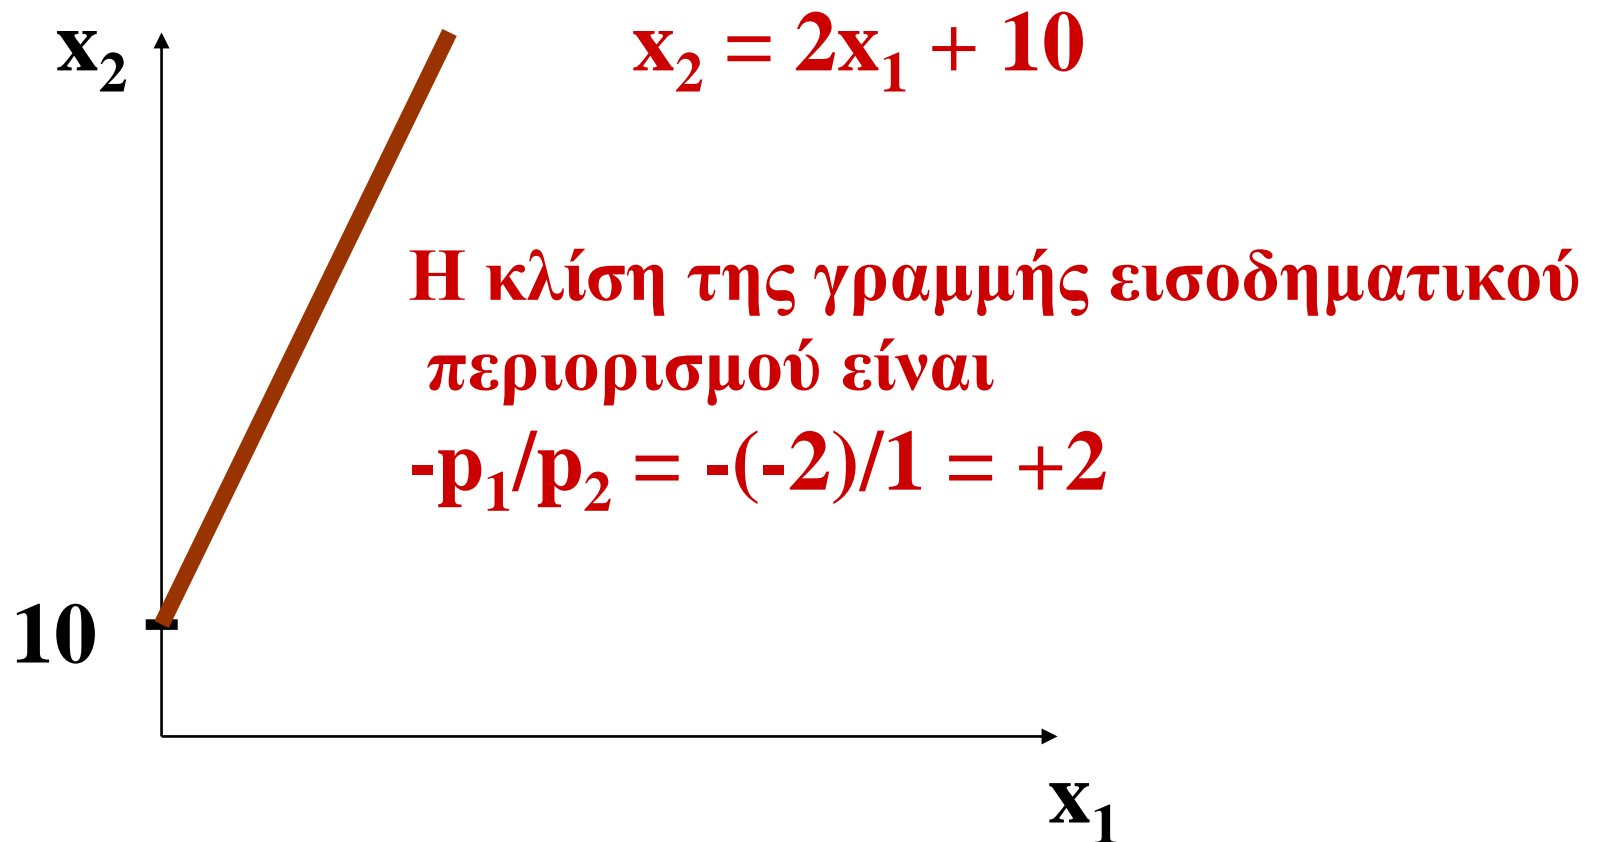 x₂
x₂ = 2x₁ + 10
Η κλίση της γραμμής εισοδηματικού
περιορισμού είναι
-p₁/p₂ = -(-2)/1 = +2
10
x₁